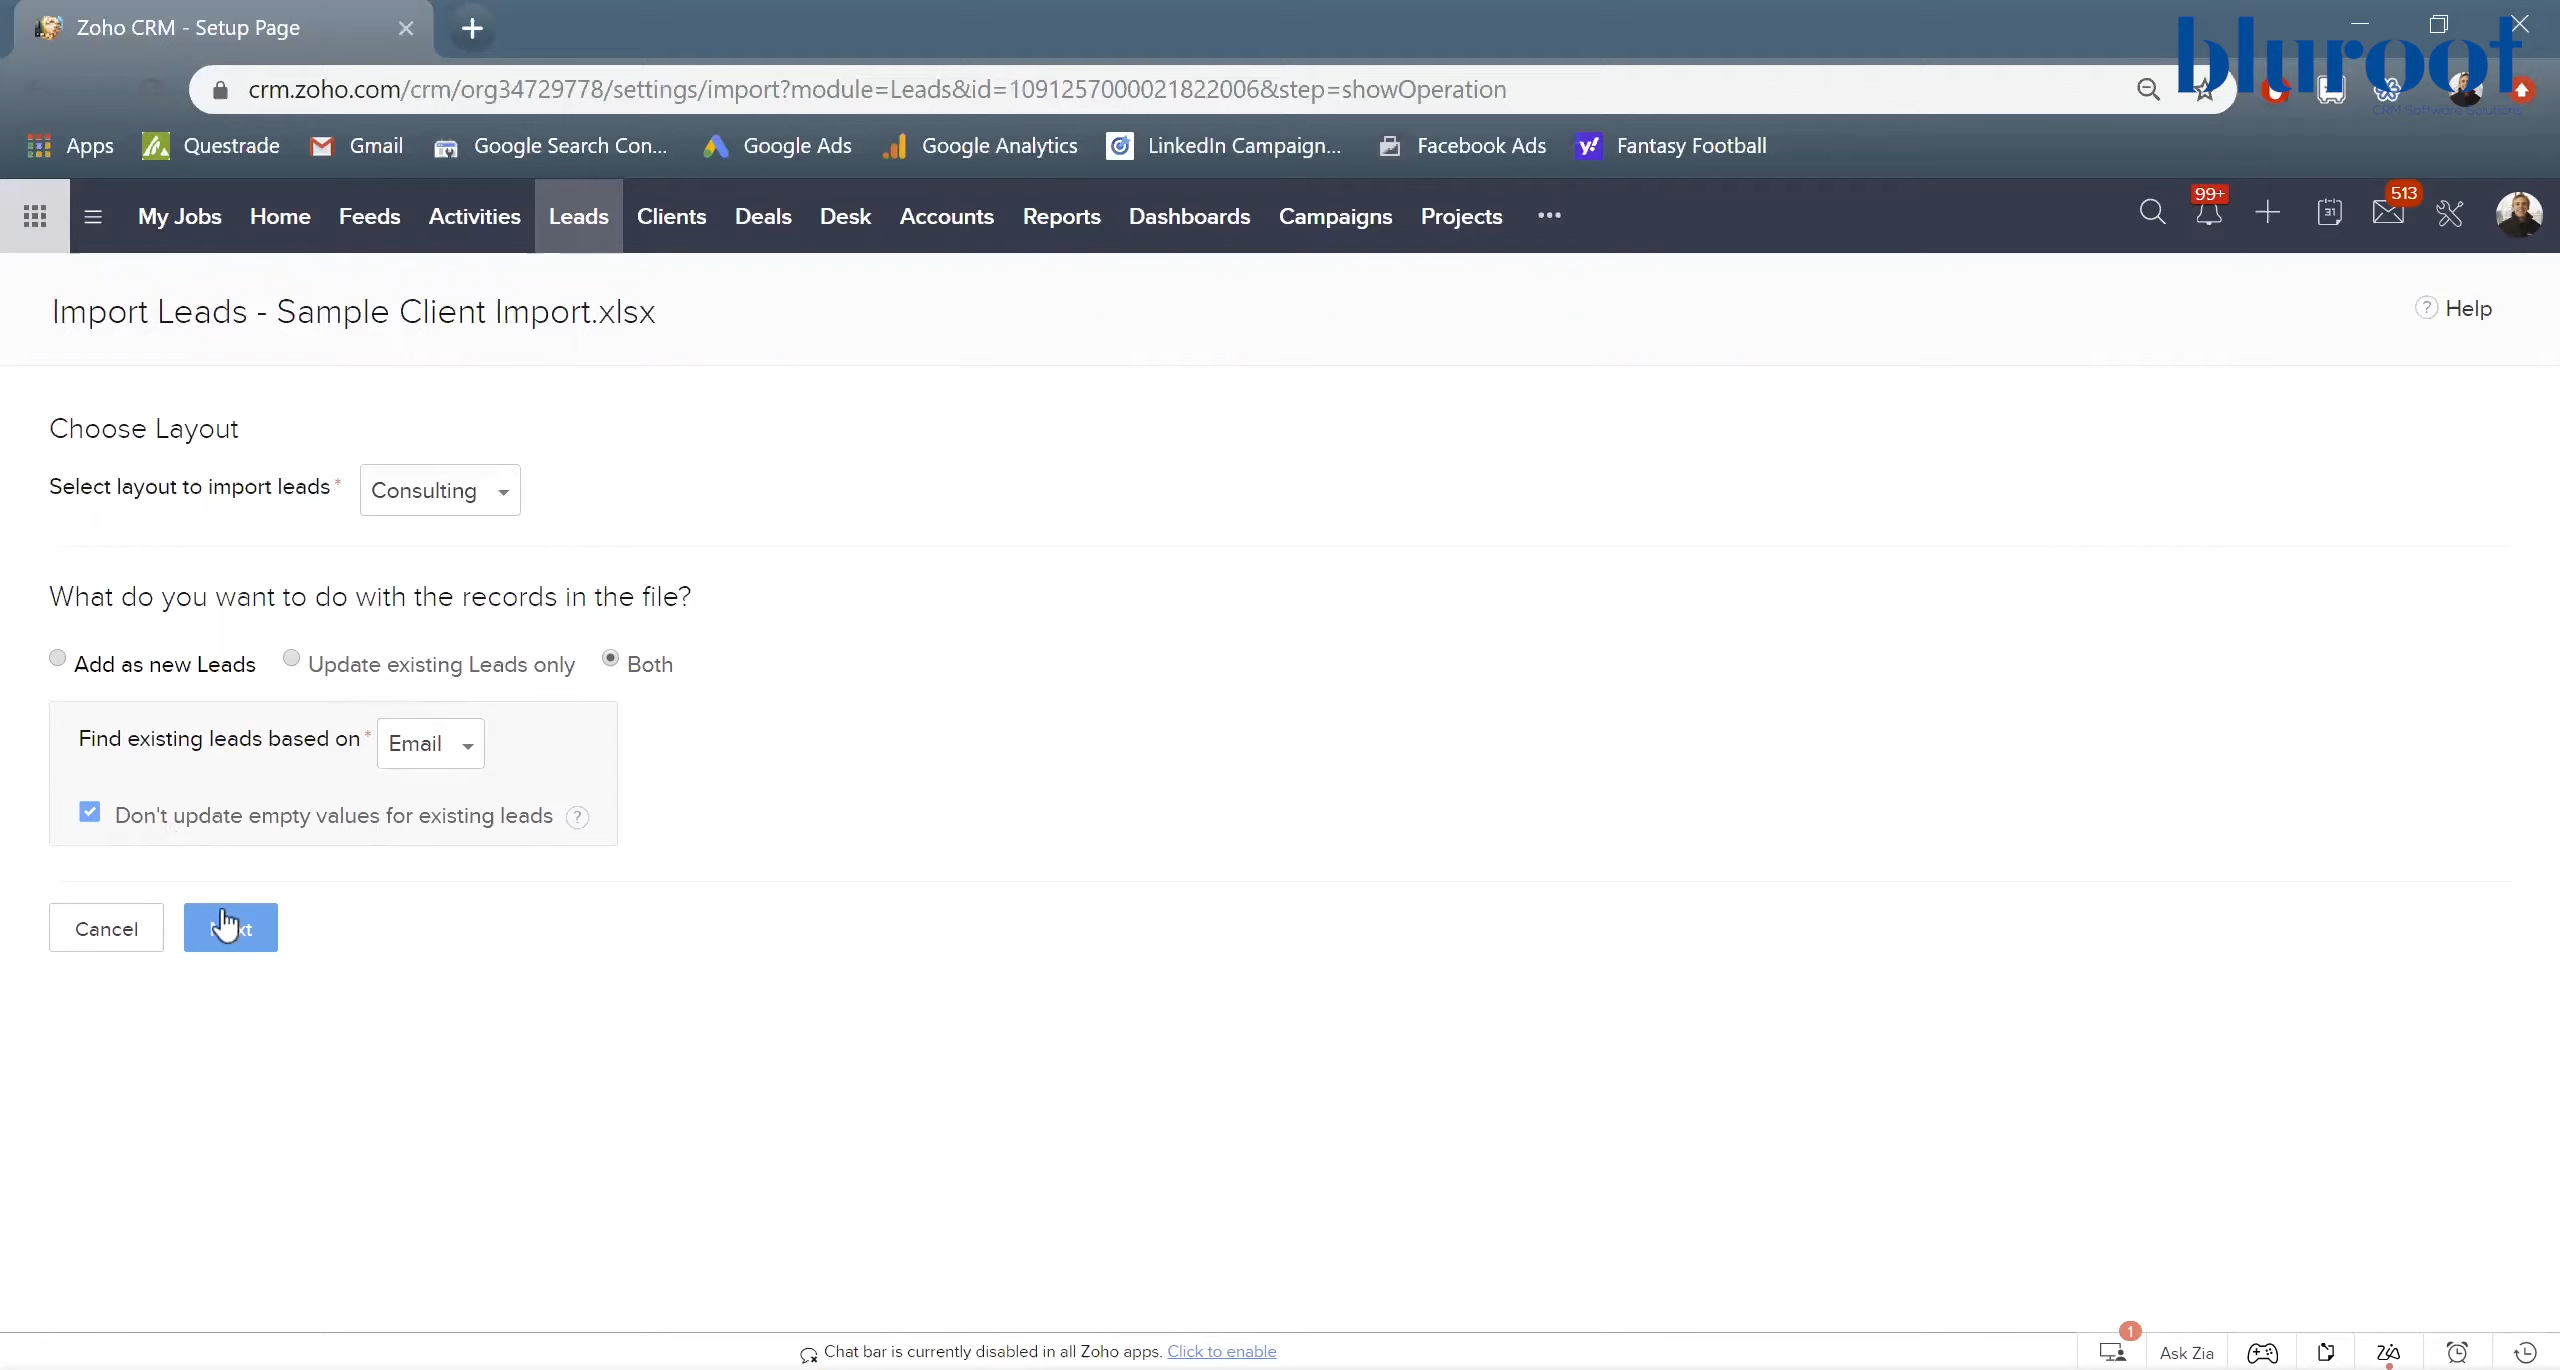 Zoho CRM - Setup Page
bluroot
CRM Software Solutions
crm.zoho.com/crm/org34729778/settings/import?module=Leads&id=1091257000021822006&step=showOperation
Apps Questrade Gmail Google Search Con... Google Ads Google Analytics LinkedIn Campaign... Facebook Ads Fantasy Football
My Jobs Home Feeds Activities Leads Clients Deals Desk Accounts Reports Dashboards Campaigns Projects ••• 99+ 31 513
Import Leads - Sample Client Import.xlsx
Help
Choose Layout
Select layout to import leads* Consulting
What do you want to do with the records in the file?
Add as new Leads Update existing Leads only Both
Find existing leads based on* Email
Don't update empty values for existing leads ?
Cancel
Chat bar is currently disabled in all Zoho apps. Click to enable
1
Ask Zia